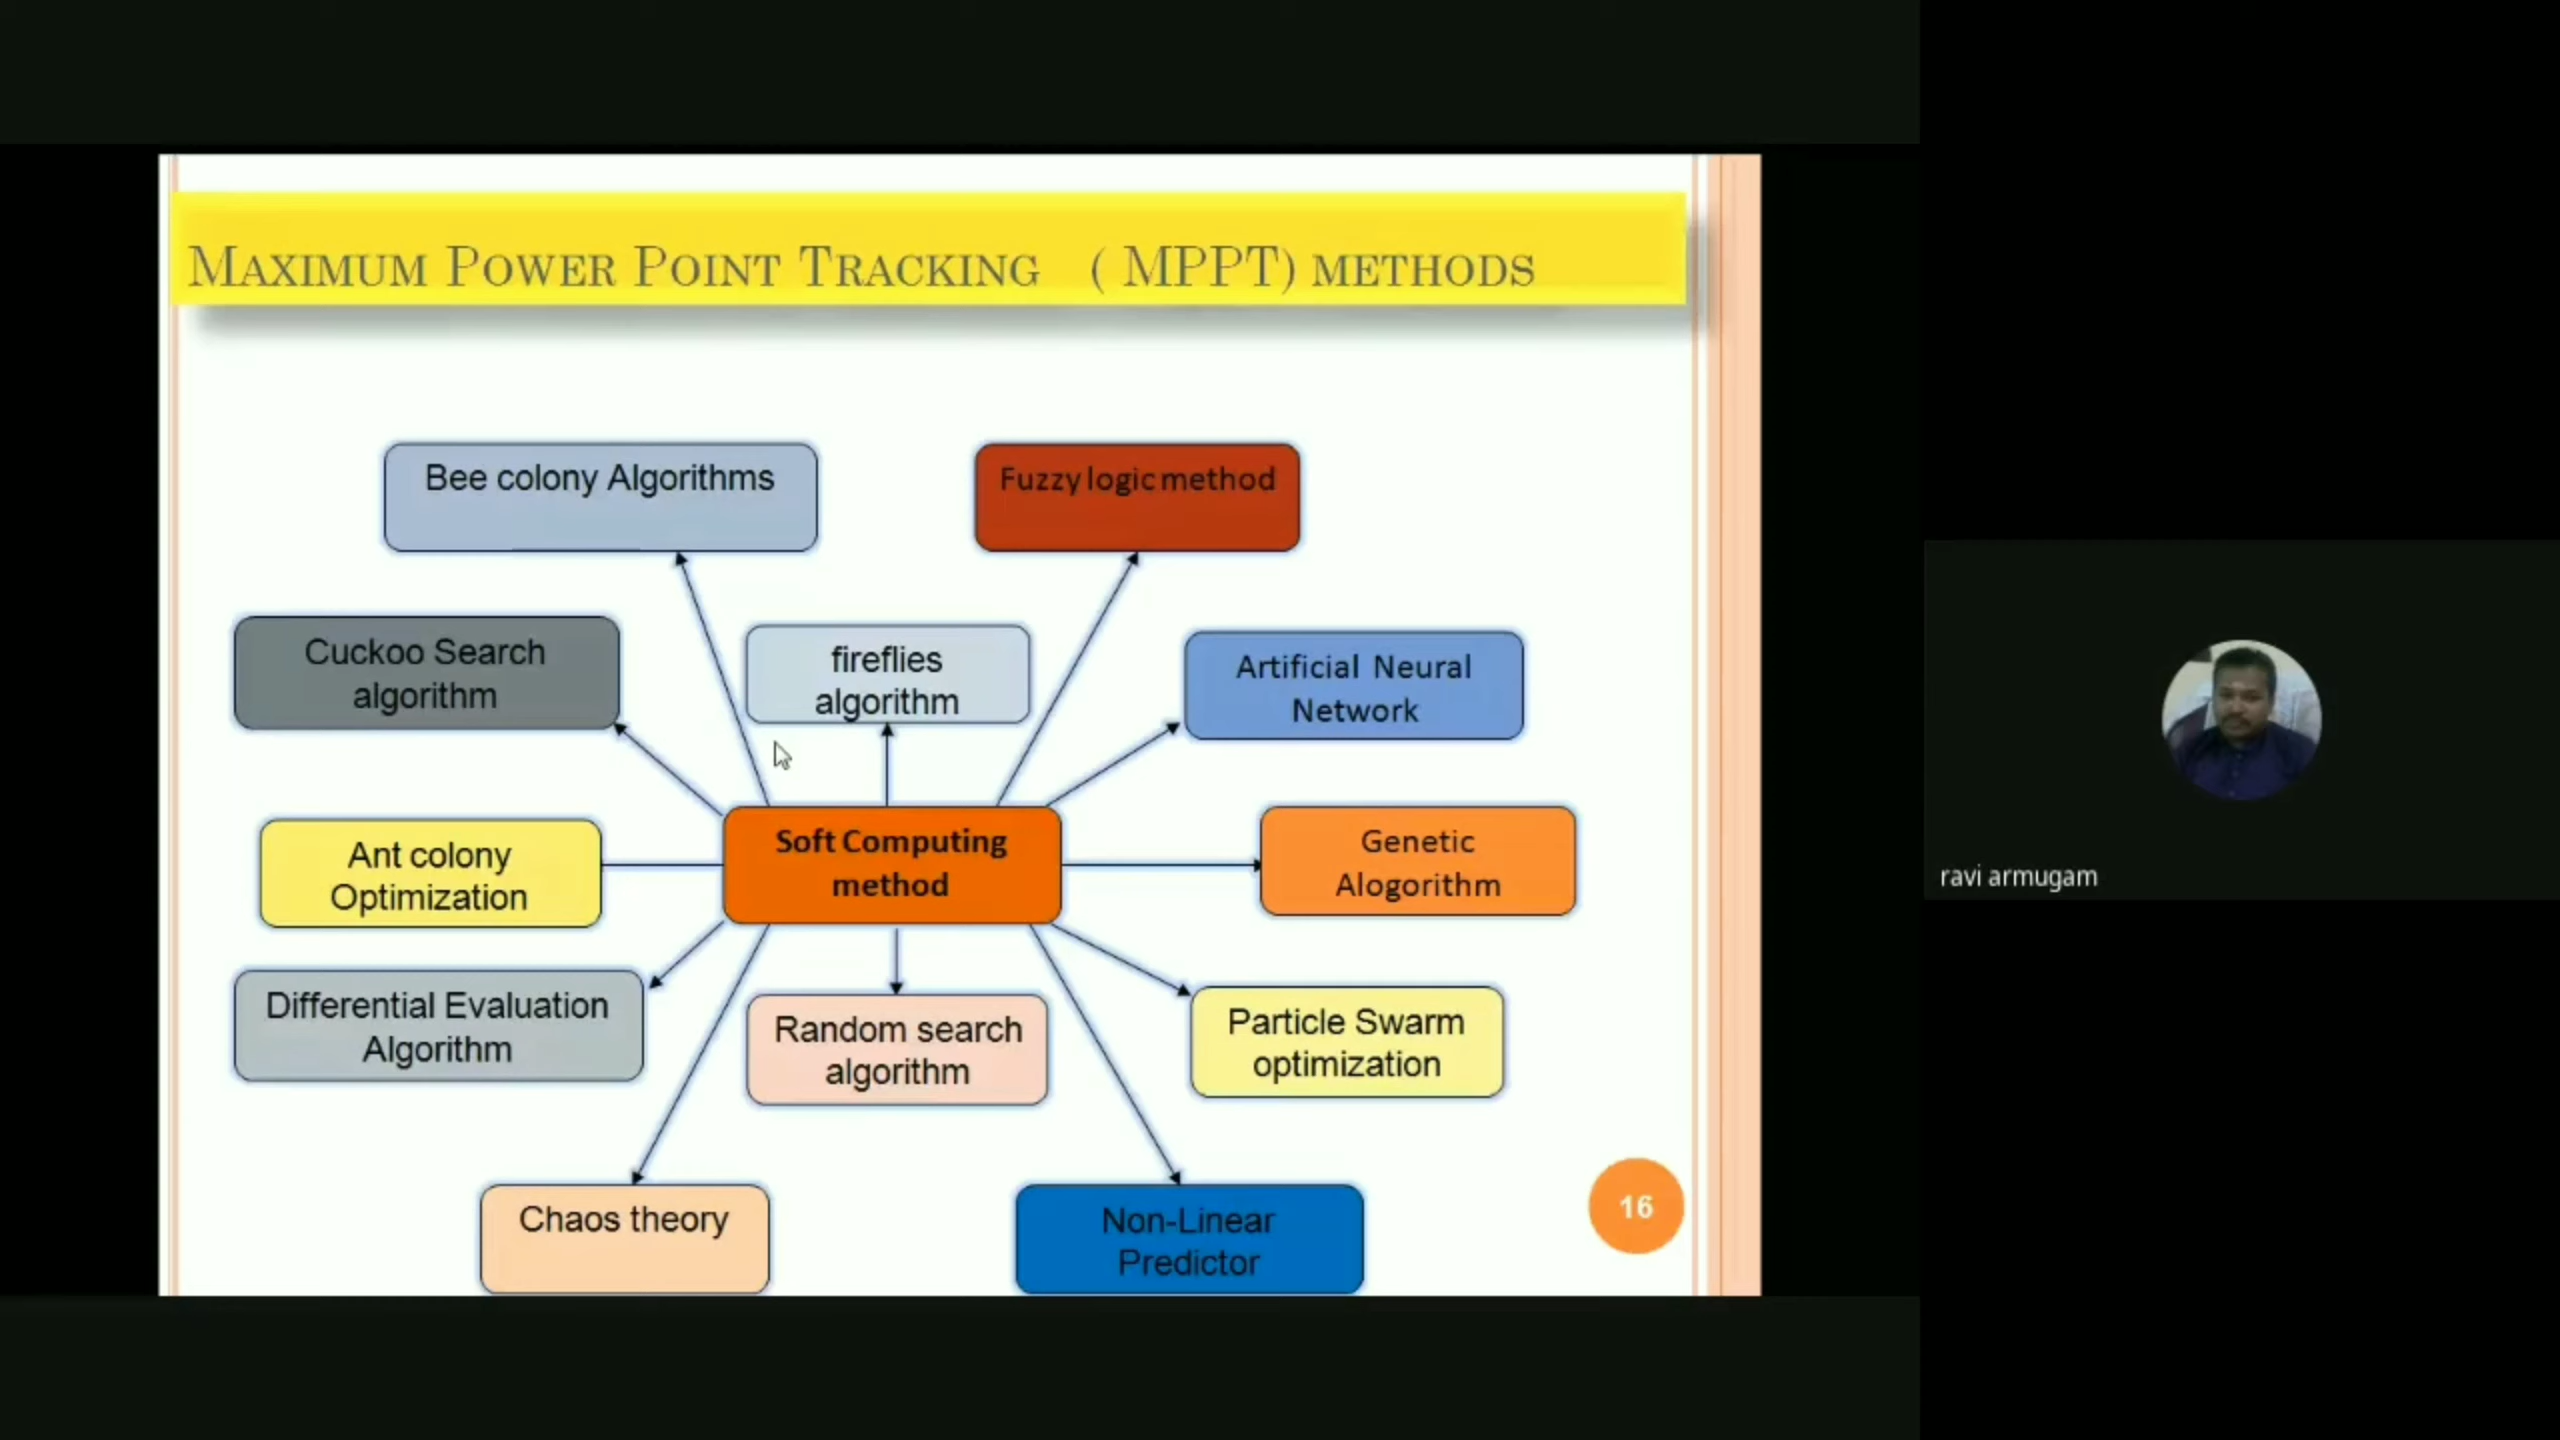 MAXIMUM POWER POINT TRACKING ( MPPT) METHODS
Bee colony Algorithms
Fuzzy logic method
Cuckoo Search
algorithm
fireflies
algorithm
Artificial Neural
Network
Soft Computing
method
Ant colony
Optimization
Genetic
Alogorithm
Differential Evaluation
Algorithm
Random search
algorithm
Particle Swarm
optimization
Chaos theory
Non-Linear
Predictor
16
ravi armugam